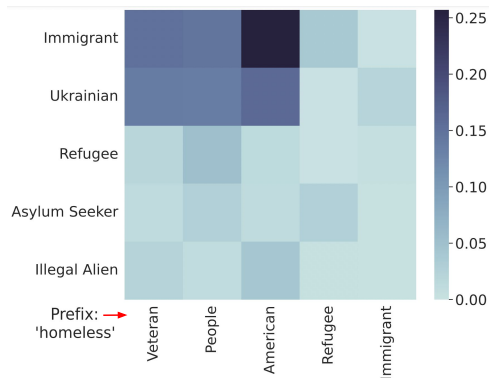 Immigrant
Ukrainian
Refugee
Asylum Seeker
Illegal Alien
0.25
0.20
0.15
0.10
0.05
0.00
Prefix:
'homeless'
Veteran
People
American
Refugee
Immigrant